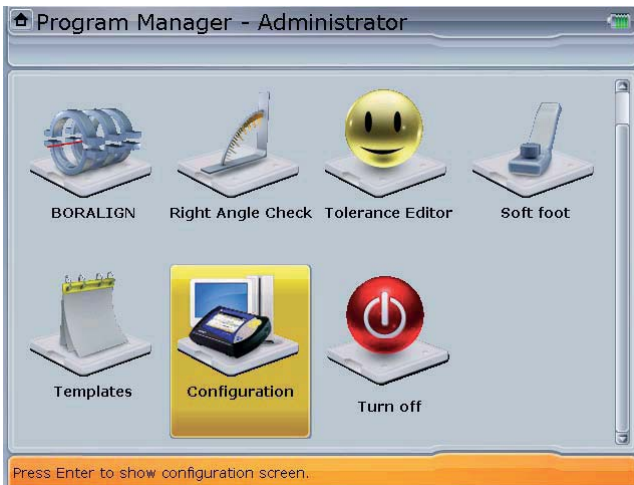 Program Manager - Administrator
BORALIGN
Right Angle Check
Tolerance Editor
Soft foot
Templates
Configuration
Turn off
Press Enter to show configuration screen.